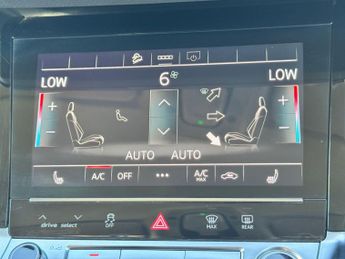 LOW 6 LOW
+ +
− −
AUTO AUTO
A/C OFF ••• A/C MAX
drive select OFF MAX REAR